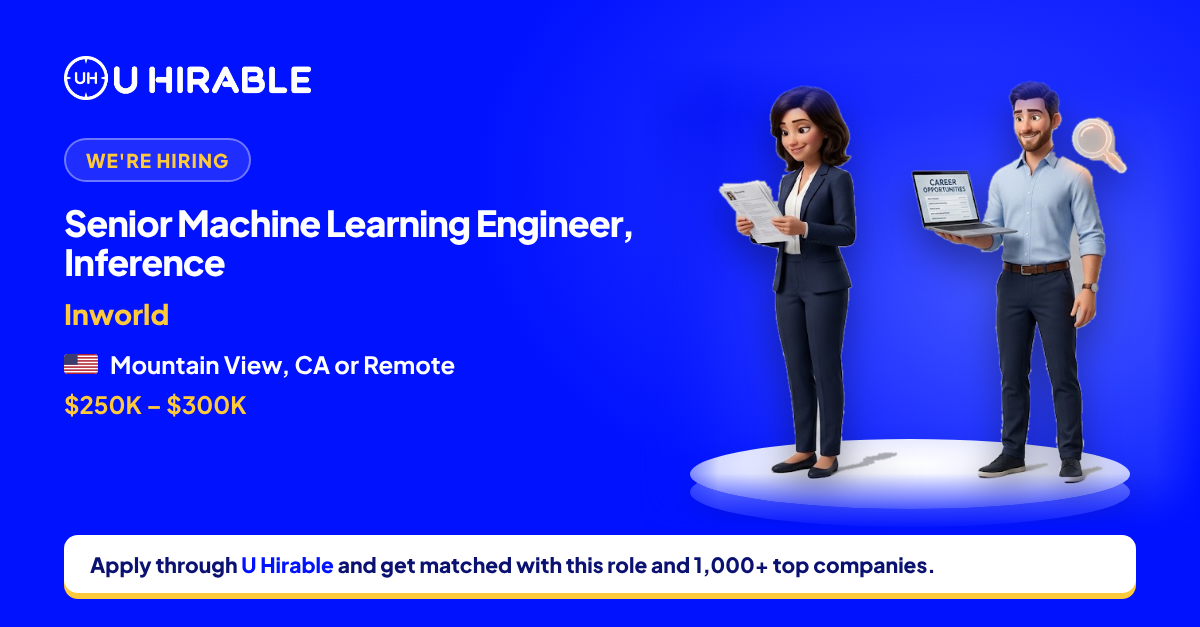 UH U HIRABLE
WE'RE HIRING
Senior Machine Learning Engineer,
Inference
Inworld
Mountain View, CA or Remote
$250K – $300K
CAREER
OPPORTUNITIES
Apply through U Hirable and get matched with this role and 1,000+ top companies.